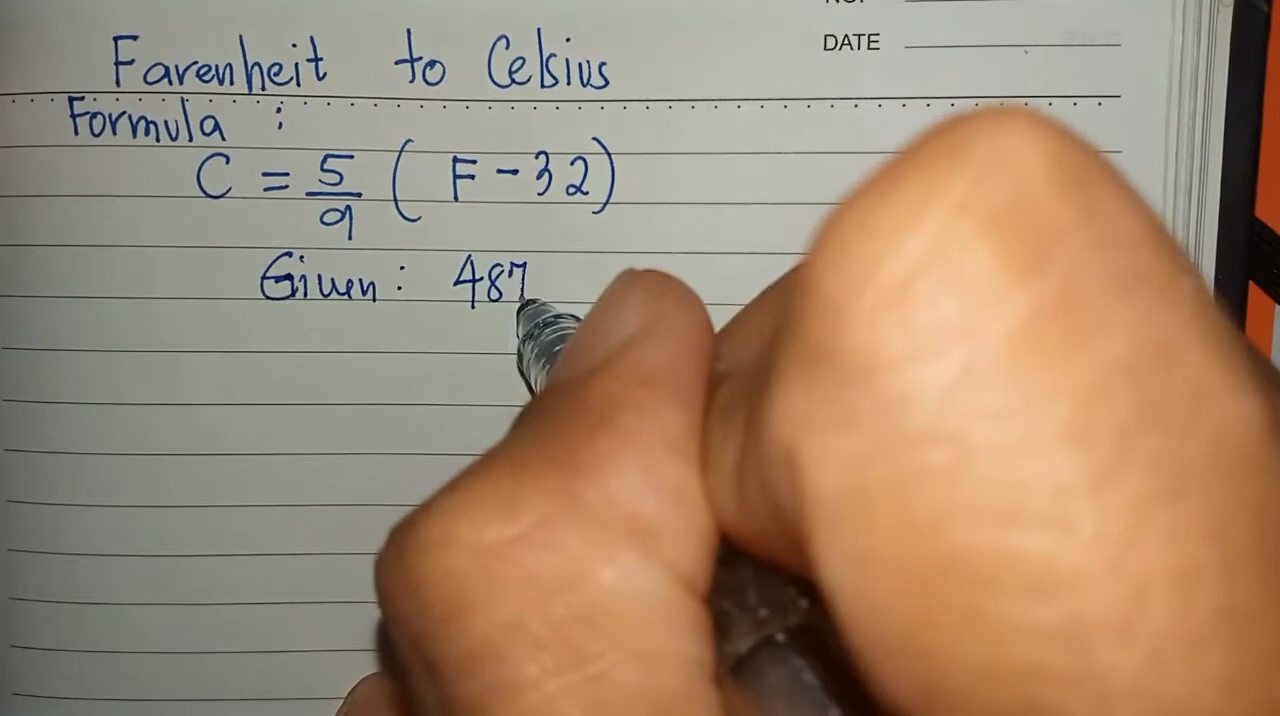 DATE
Farenheit to Celsius
Formula :
C = 5/9 ( F - 32)
Given : 487